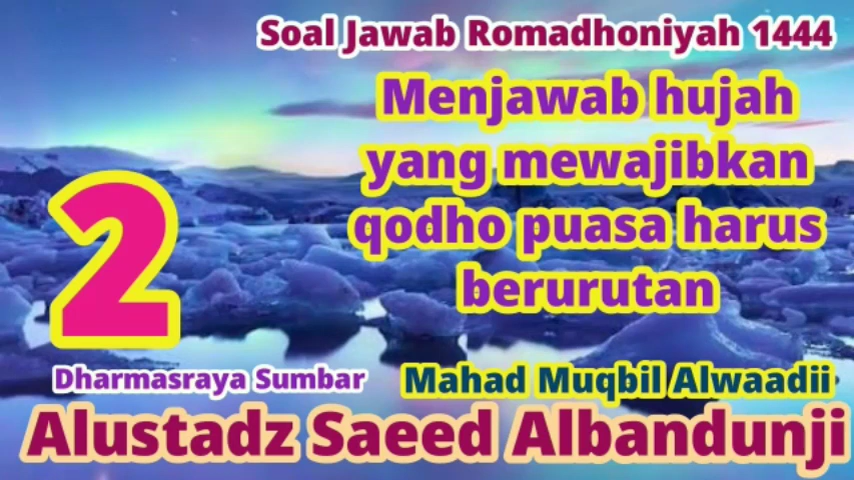 Soal Jawab Romadhoniyah 1444
Menjawab hujah
yang mewajibkan
qodho puasa harus
berurutan
2
Dharmasraya Sumbar
Mahad Muqbil Alwaadii
Alustadz Saeed Albandunji